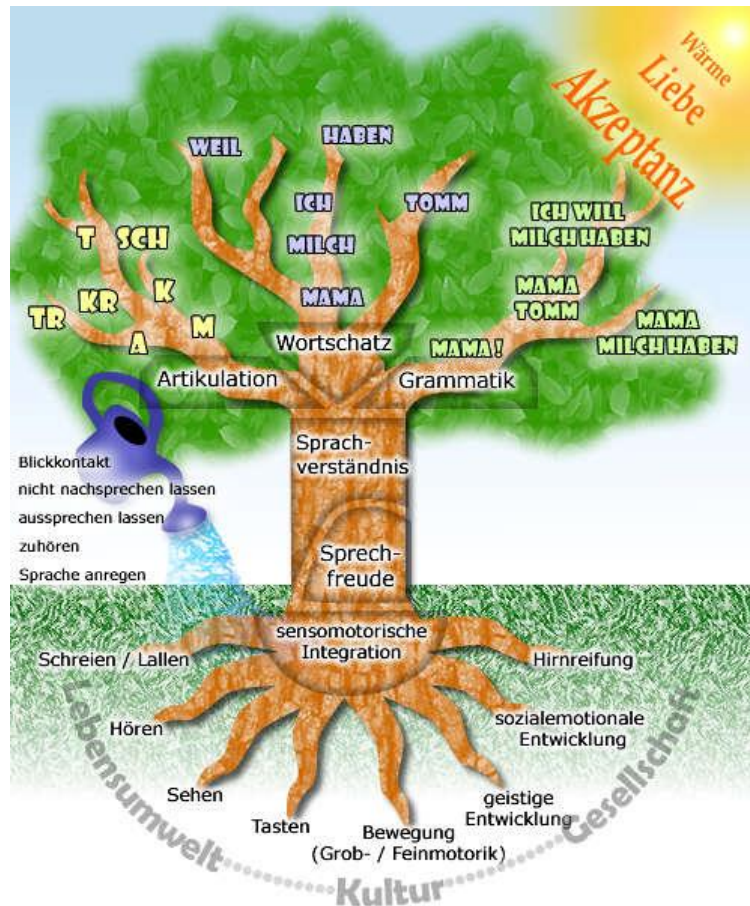 Wärme
Liebe
Akzeptanz
WEIL
HABEN
ICH
TOMM
MILCH
MAMA
T
SCH
K
KR
TR
M
A
ICH WILL
MILCH HABEN
MAMA
TOMM
MAMA
MILCH HABEN
MAMA !
Wortschatz
Artikulation
Grammatik
Sprach-
verständnis
Sprech-
freude
Blickkontakt
nicht nachsprechen lassen
aussprechen lassen
zuhören
Sprache anregen
sensomotorische
Integration
Schreien / Lallen
Hören
Sehen
Tasten
Bewegung
(Grob- / Feinmotorik)
geistige
Entwicklung
sozialemotionale
Entwicklung
Hirnreifung
Lebensumwelt
Kultur
Gesellschaft